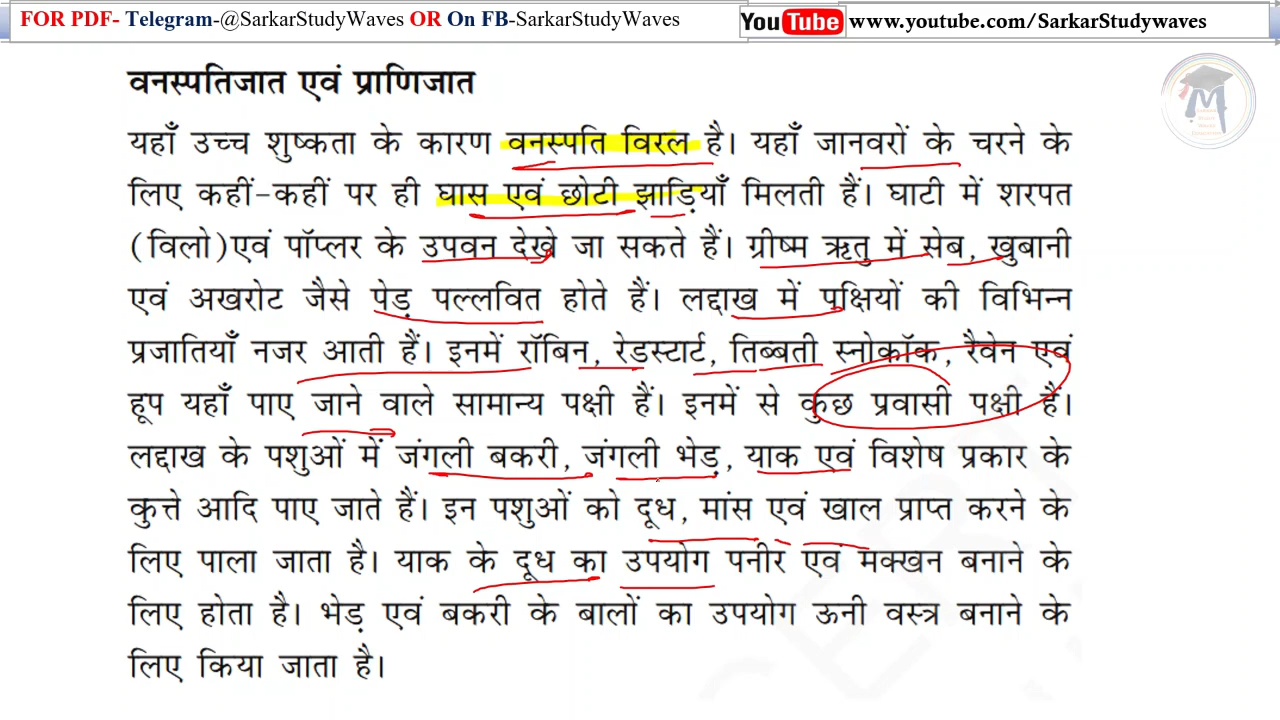 FOR PDF- Telegram-@SarkarStudyWaves OR On FB-SarkarStudyWaves
YouTube www.youtube.com/SarkarStudywaves
वनस्पतिजात एवं प्राणिजात
यहाँ उच्च शुष्कता के कारण वनस्पति विरल है। यहाँ जानवरों के चरने के
लिए कहीं-कहीं पर ही घास एवं छोटी झाड़ियाँ मिलती हैं। घाटी में शरपत
(विलो)एवं पॉप्लर के उपवन देखे जा सकते हैं। ग्रीष्म ऋतु में सेब, खुबानी
एवं अखरोट जैसे पेड़ पल्लवित होते हैं। लद्दाख में पक्षियों की विभिन्न
प्रजातियाँ नजर आती हैं। इनमें रॉबिन, रेडस्टार्ट, तिब्बती स्नोकॉक, रैवेन एवं
हूप यहाँ पाए जाने वाले सामान्य पक्षी हैं। इनमें से कुछ प्रवासी पक्षी हैं।
लद्दाख के पशुओं में जंगली बकरी, जंगली भेड़, याक एवं विशेष प्रकार के
कुत्ते आदि पाए जाते हैं। इन पशुओं को दूध, मांस एवं खाल प्राप्त करने के
लिए पाला जाता है। याक के दूध का उपयोग पनीर एवं मक्खन बनाने के
लिए होता है। भेड़ एवं बकरी के बालों का उपयोग ऊनी वस्त्र बनाने के
लिए किया जाता है।